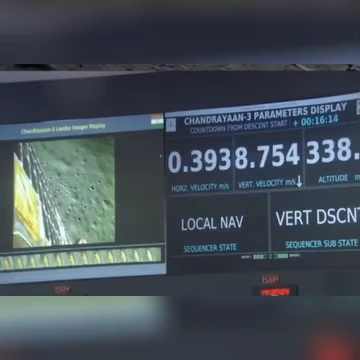 Chandrayaan-3 Lander Imager Display
CHANDRAYAAN-3 PARAMETERS DISPLAY
COUNTDOWN FROM DESCENT START : + 00:16:14
0.393 8.754 338.
HORZ. VELOCITY m/s VERT. VELOCITY m/s ALTITUDE m
LOCAL NAV VERT DSCNT
SEQUENCER STATE SEQUENCER SUB STATE